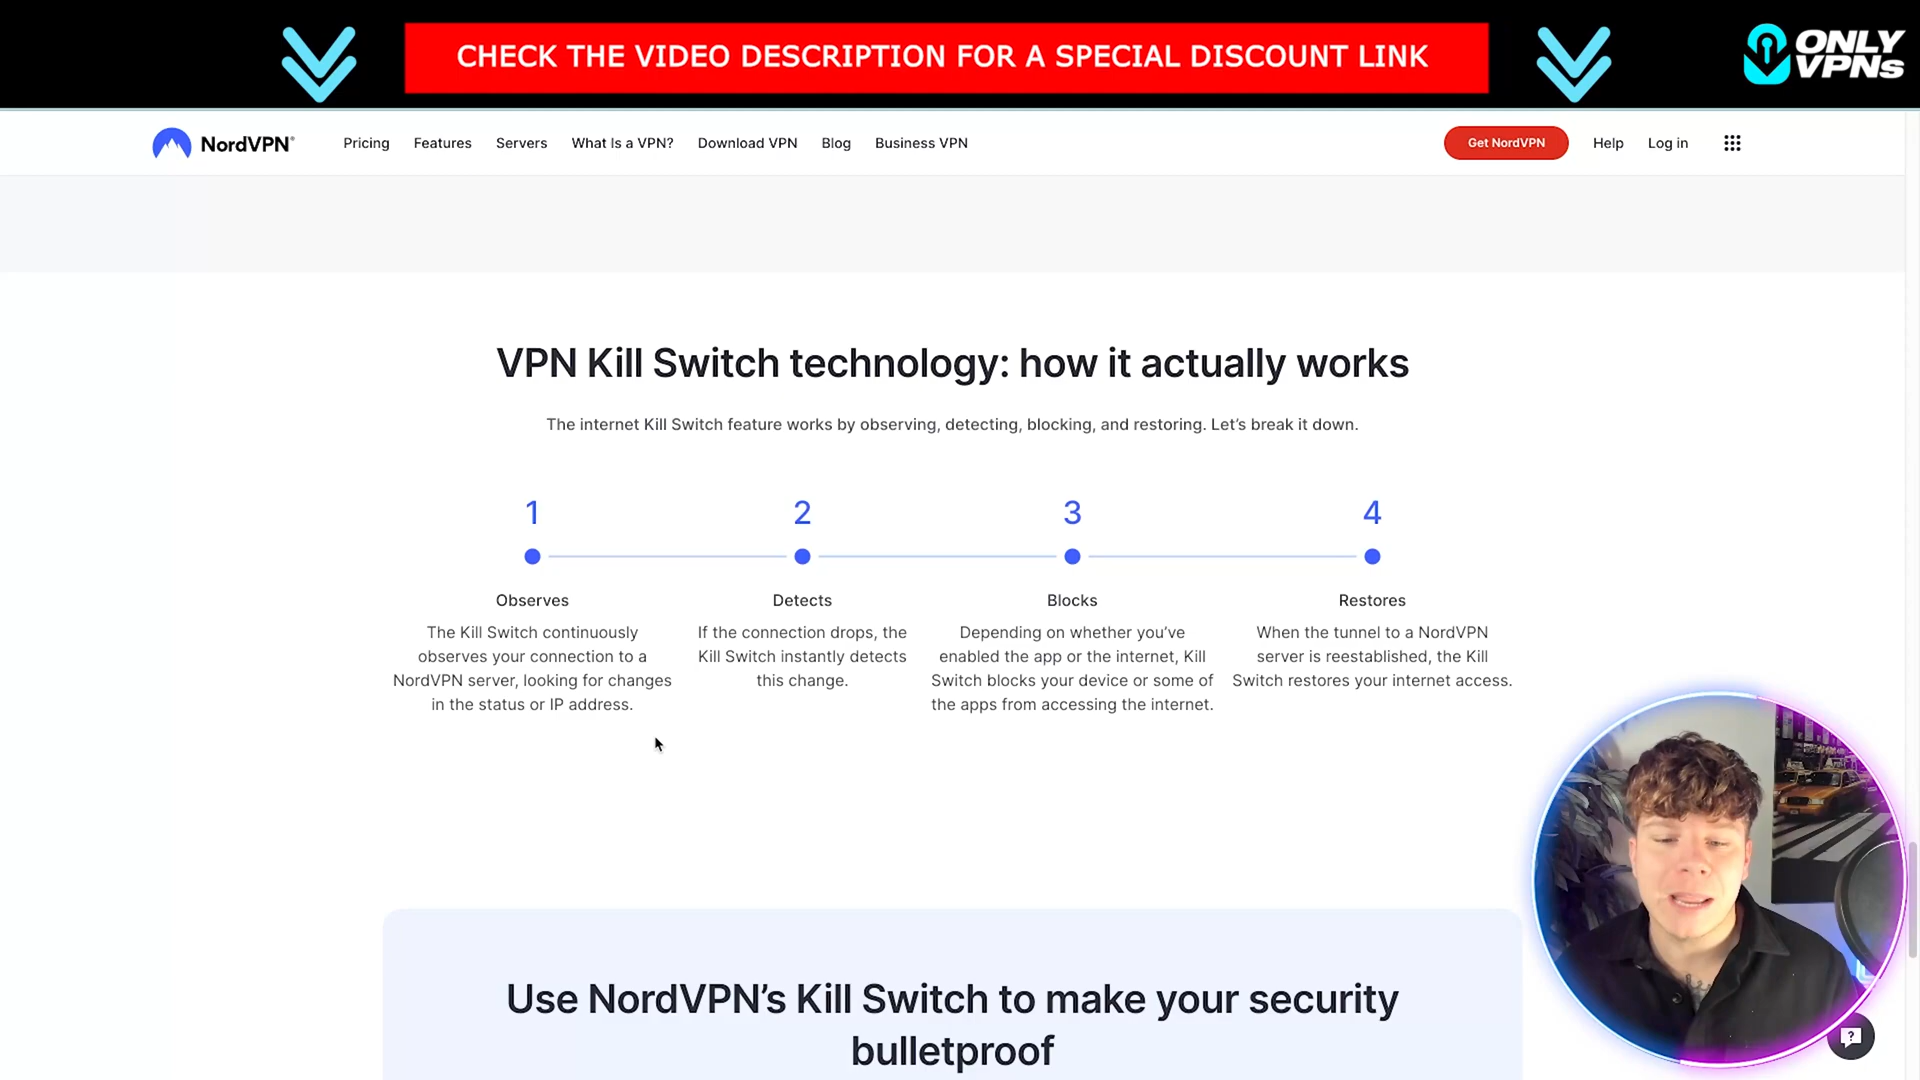 CHECK THE VIDEO DESCRIPTION FOR A SPECIAL DISCOUNT LINK
ONLY
VPNs
NordVPN®
Pricing
Features
Servers
What Is a VPN?
Download VPN
Blog
Business VPN
Get NordVPN
Help
Log in
VPN Kill Switch technology: how it actually works
The internet Kill Switch feature works by observing, detecting, blocking, and restoring. Let’s break it down.
1
Observes
The Kill Switch continuously
observes your connection to a
NordVPN server, looking for changes
in the status or IP address.
2
Detects
If the connection drops, the
Kill Switch instantly detects
this change.
3
Blocks
Depending on whether you’ve
enabled the app or the internet, Kill
Switch blocks your device or some of
the apps from accessing the internet.
4
Restores
When the tunnel to a NordVPN
server is reestablished, the Kill
Switch restores your internet access.
Use NordVPN’s Kill Switch to make your security
bulletproof
?